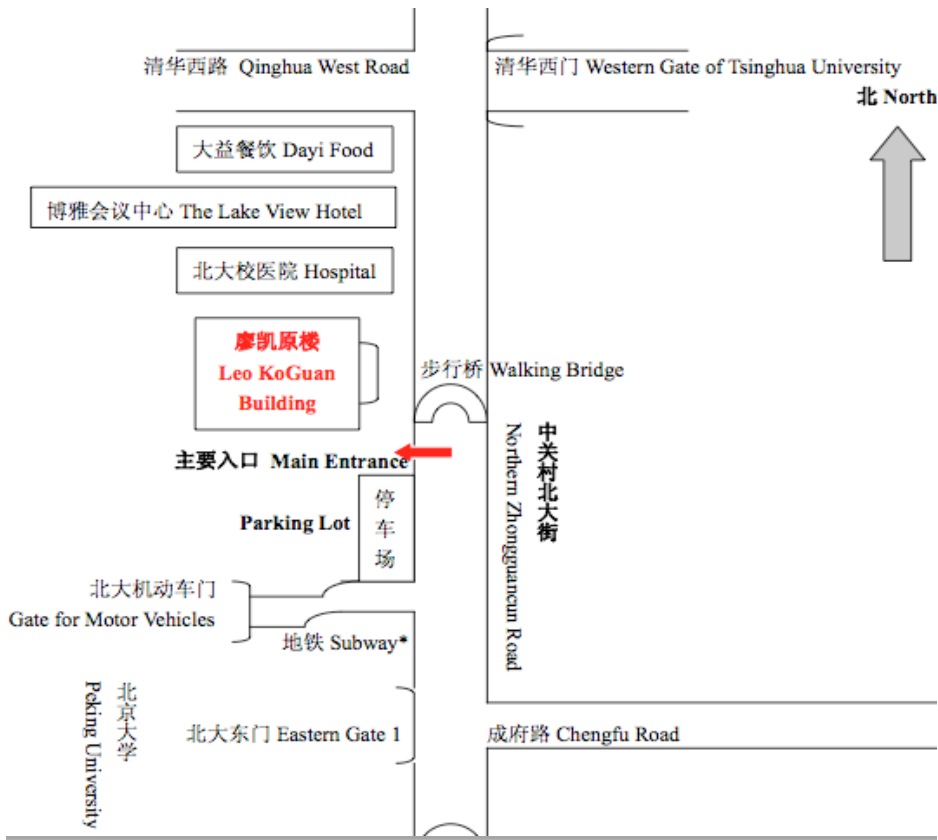 清华西路 Qinghua West Road
清华西门 Western Gate of Tsinghua University
北 North
大益餐饮 Dayi Food
博雅会议中心 The Lake View Hotel
北大校医院 Hospital
廖凯原楼
Leo KoGuan
Building
步行桥 Walking Bridge
中关村北大街
Northern Zhongguancun Road
主要入口 Main Entrance
Parking Lot
停车场
北大机动车门
Gate for Motor Vehicles
地铁 Subway*
北京大学
Peking University
北大东门 Eastern Gate 1
成府路 Chengfu Road